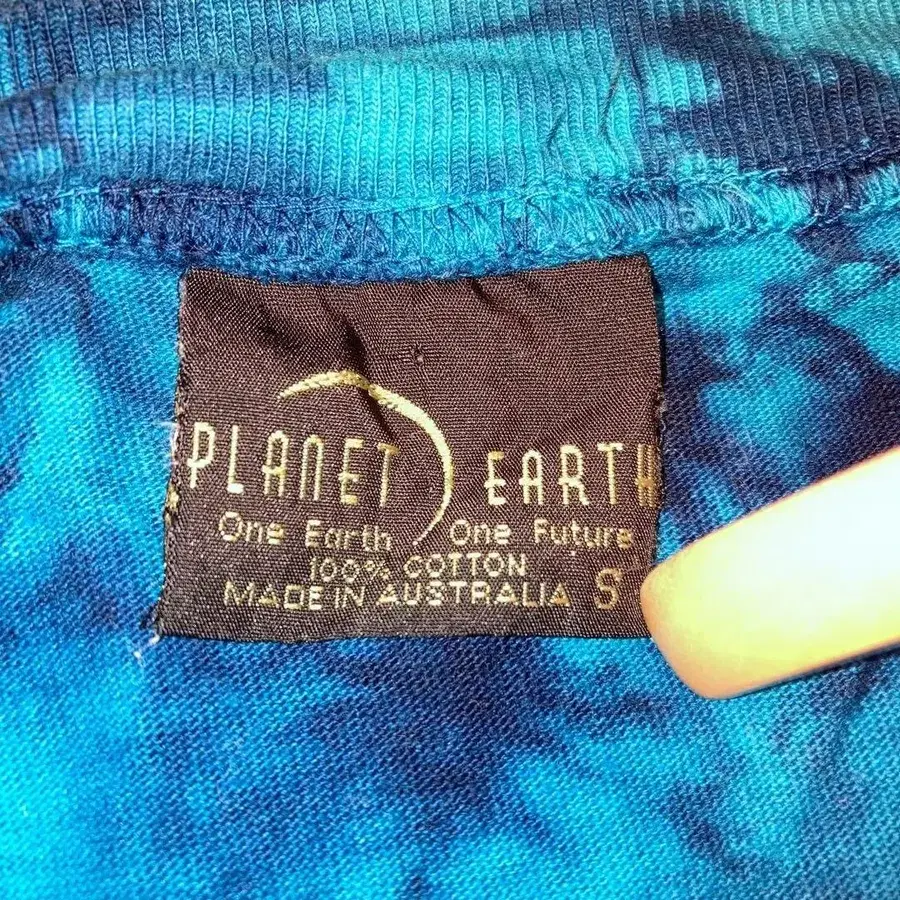 PLANET EARTH
One Earth One Future
100% COTTON
MADE IN AUSTRALIA S